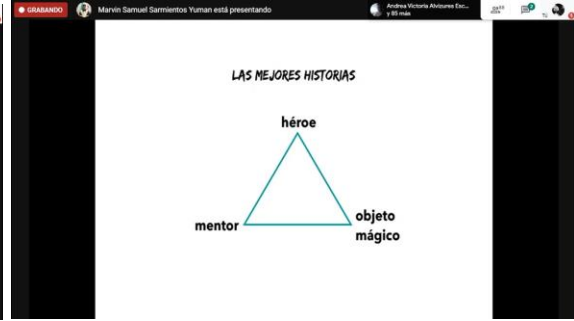 GRABANDO
Marvin Samuel Sarmientos Yuman está presentando
Andrea Victoria Alvizures Esc...
y 85 más
LAS MEJORES HISTORIAS
héroe
mentor
objeto
mágico